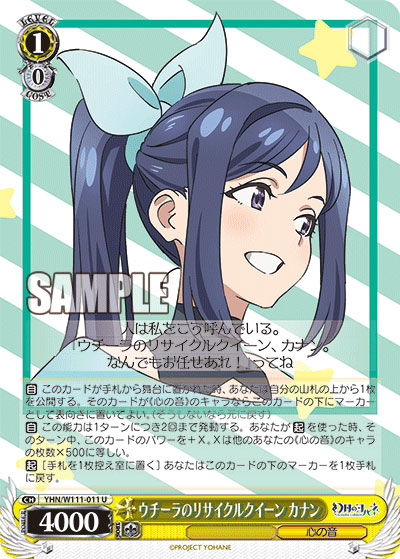 LEVEL
1
0
COST
SAMPLE
人は私をこう呼んでいる。
「ウチーラのリサイクルクイーン、カナン。
なんでもお任せあれ！」ってね
自 このカードが手札から舞台に置かれた時、あなたは自分の山札の上から1枚
を公開する。そのカードが《心の音》のキャラならこのカードの下にマーカー
として表向きに置いてよい。(そうしないなら元に戻す)
自 この能力は1ターンにつき2回まで発動する。あなたが起を使った時、そ
のターン中、このカードのパワーを＋X。Xは他のあなたの《心の音》のキャラ
の枚数×500に等しい。
起 ［手札を1枚控え室に置く］ あなたはこのカードの下のマーカーを1枚手札
に戻す。
CH YHN/W111-011 U
4000
ウチーラのリサイクルクイーン カナン
幻日のヨハネ
心の音
©PROJECT YOHANE